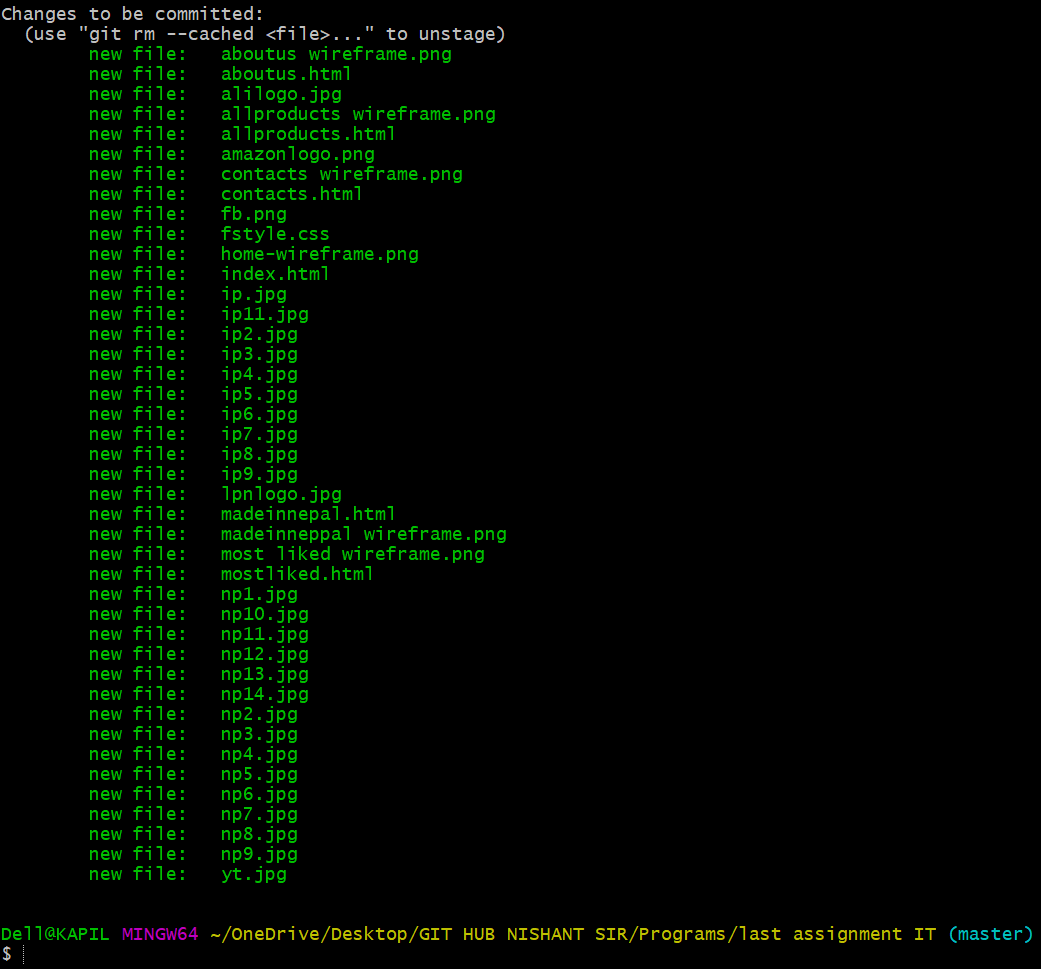 Changes to be committed:
  (use "git rm --cached <file>..." to unstage)
        new file:   aboutus wireframe.png
        new file:   aboutus.html
        new file:   alilogo.jpg
        new file:   allproducts wireframe.png
        new file:   allproducts.html
        new file:   amazonlogo.png
        new file:   contacts wireframe.png
        new file:   contacts.html
        new file:   fb.png
        new file:   fstyle.css
        new file:   home-wireframe.png
        new file:   index.html
        new file:   ip.jpg
        new file:   ip11.jpg
        new file:   ip2.jpg
        new file:   ip3.jpg
        new file:   ip4.jpg
        new file:   ip5.jpg
        new file:   ip6.jpg
        new file:   ip7.jpg
        new file:   ip8.jpg
        new file:   ip9.jpg
        new file:   lpnlogo.jpg
        new file:   madeinnepal.html
        new file:   madeinneppal wireframe.png
        new file:   most liked wireframe.png
        new file:   mostliked.html
        new file:   np1.jpg
        new file:   np10.jpg
        new file:   np11.jpg
        new file:   np12.jpg
        new file:   np13.jpg
        new file:   np14.jpg
        new file:   np2.jpg
        new file:   np3.jpg
        new file:   np4.jpg
        new file:   np5.jpg
        new file:   np6.jpg
        new file:   np7.jpg
        new file:   np8.jpg
        new file:   np9.jpg
        new file:   yt.jpg
Dell@KAPIL MINGW64 ~/OneDrive/Desktop/GIT HUB NISHANT SIR/Programs/last assignment IT (master)
$